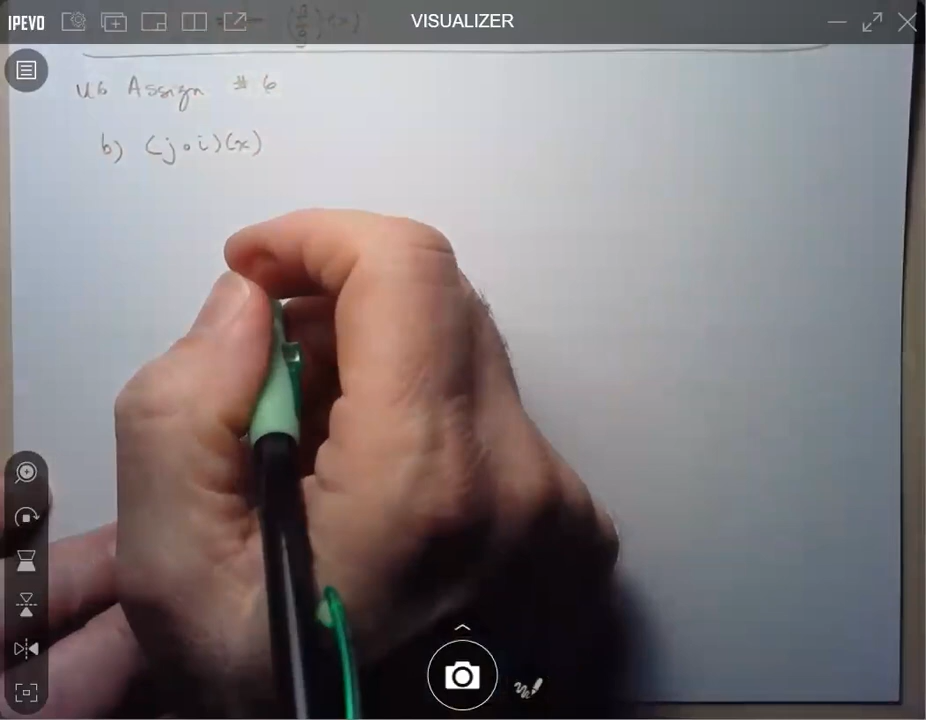 IPEVO
VISUALIZER
U6 Assign # 6
b) (j∘i)(x)